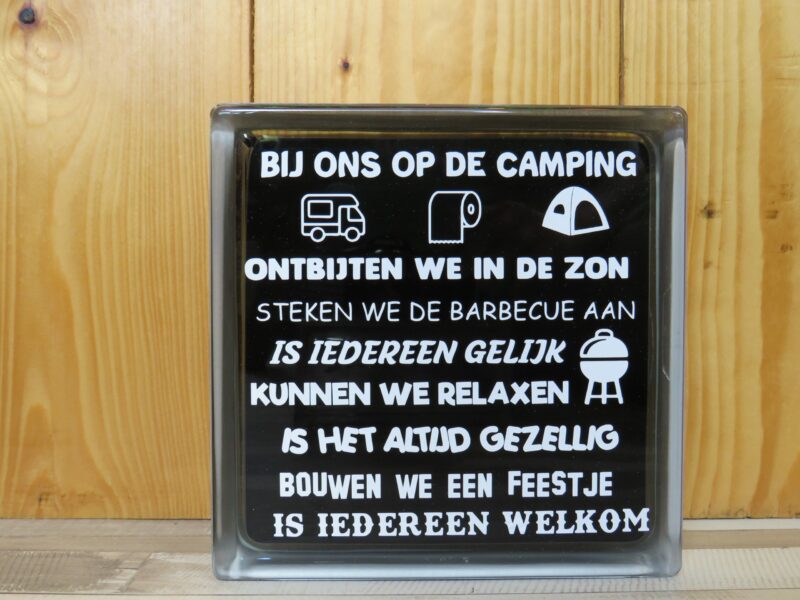 BIJ ONS OP DE CAMPING
ONTBIJTEN WE IN DE ZON
STEKEN WE DE BARBECUE AAN
IS IEDEREEN GELIJK
KUNNEN WE RELAXEN
IS HET ALTIJD GEZELLIG
BOUWEN WE EEN FEESTJE
IS IEDEREEN WELKOM